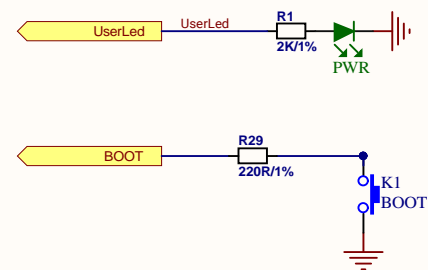 R1
UserLed
UserLed
2K/1%
PWR
R29
BOOT
220R/1%
K1
BOOT